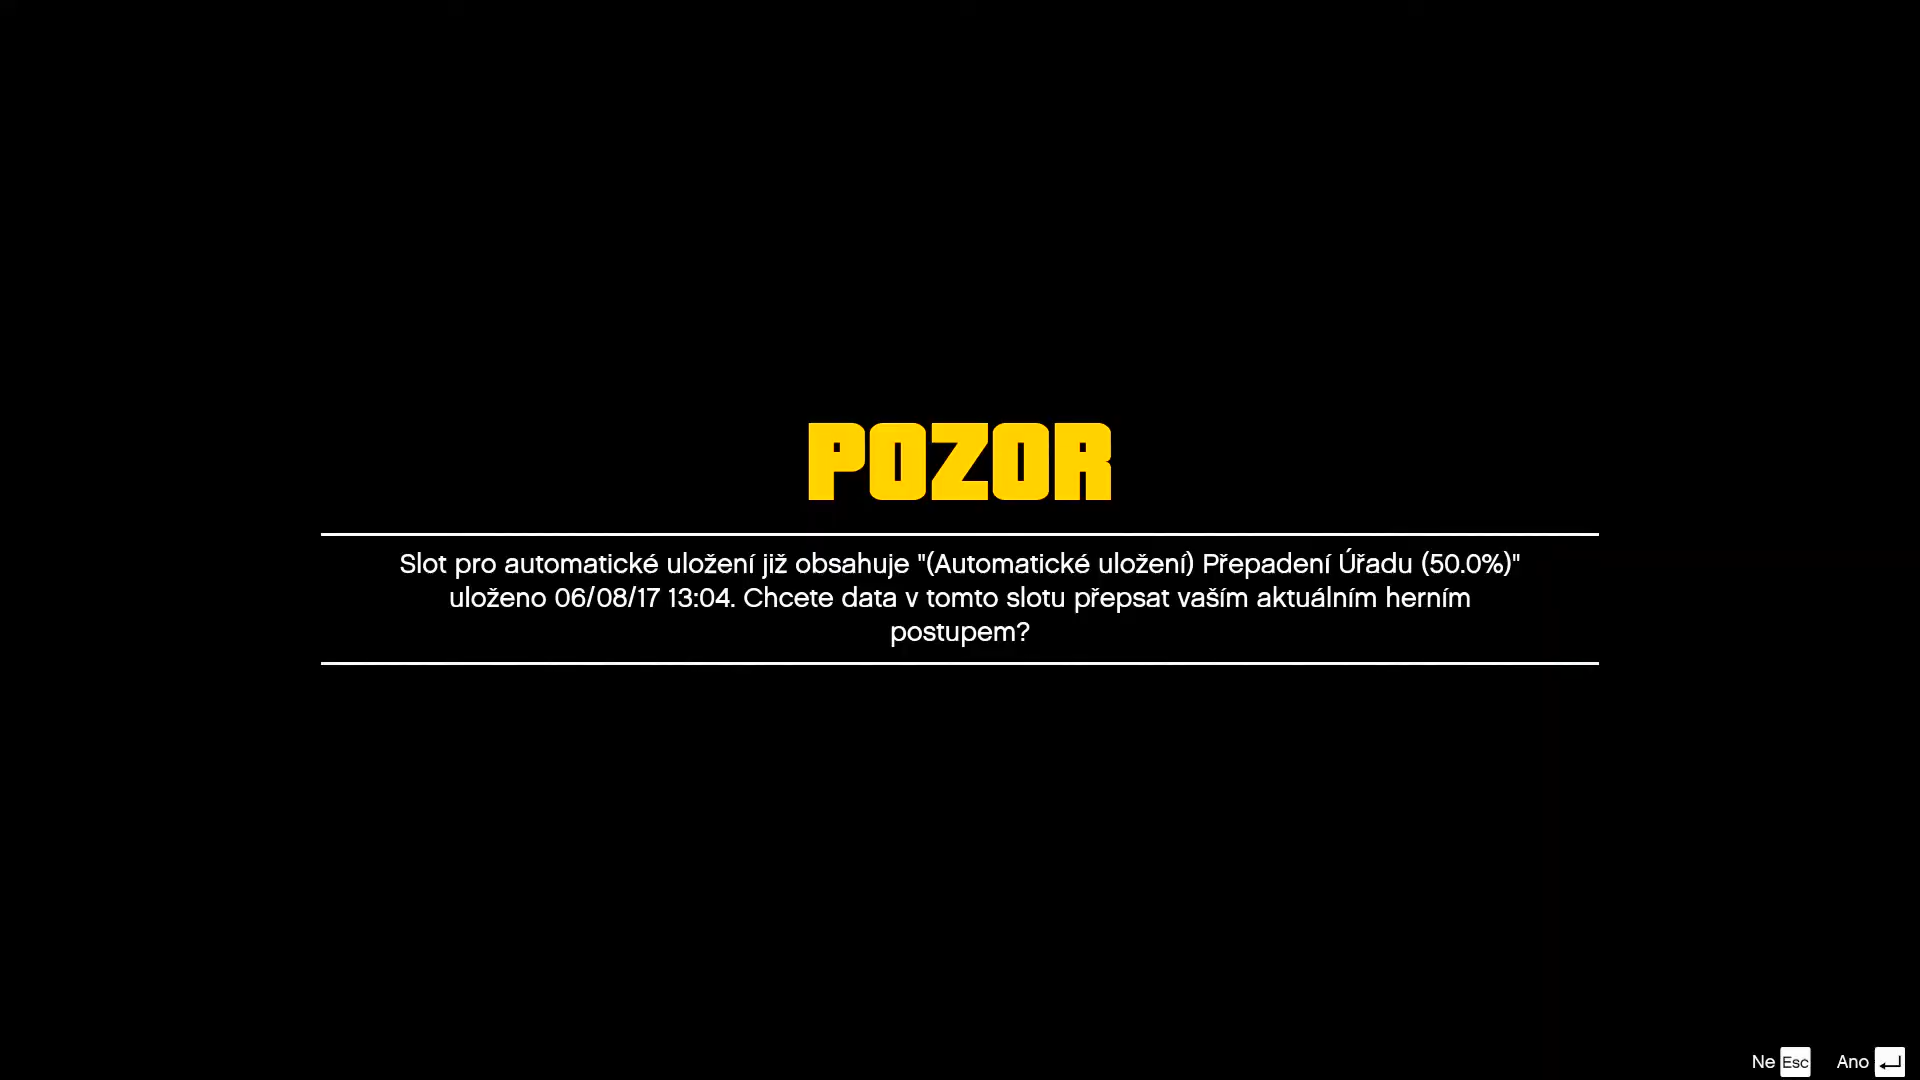 POZOR
Slot pro automatické uložení již obsahuje "(Automatické uložení) Přepadení Úřadu (50.0%)"
uloženo 06/08/17 13:04. Chcete data v tomto slotu přepsat vaším aktuálním herním
postupem?
Ne Esc Ano